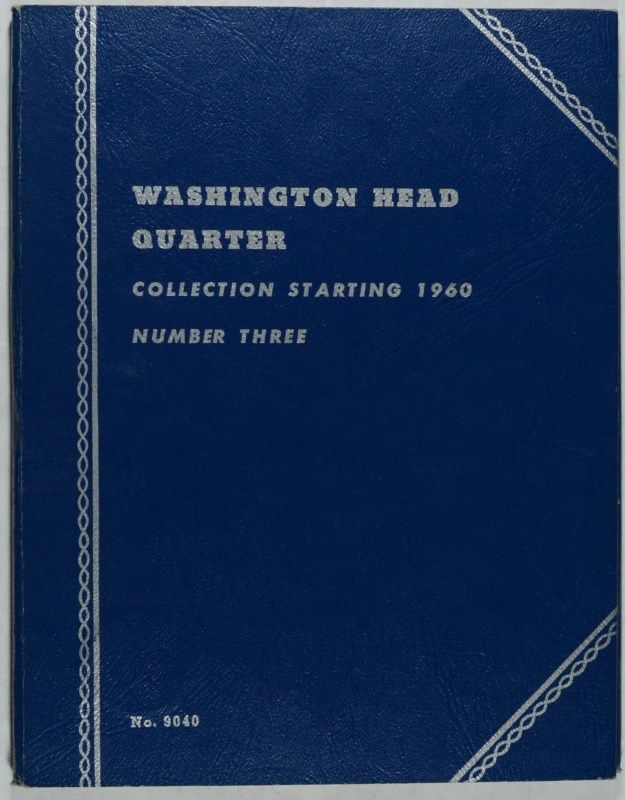 WASHINGTON HEAD
QUARTER
COLLECTION STARTING 1960
NUMBER THREE
No. 9040